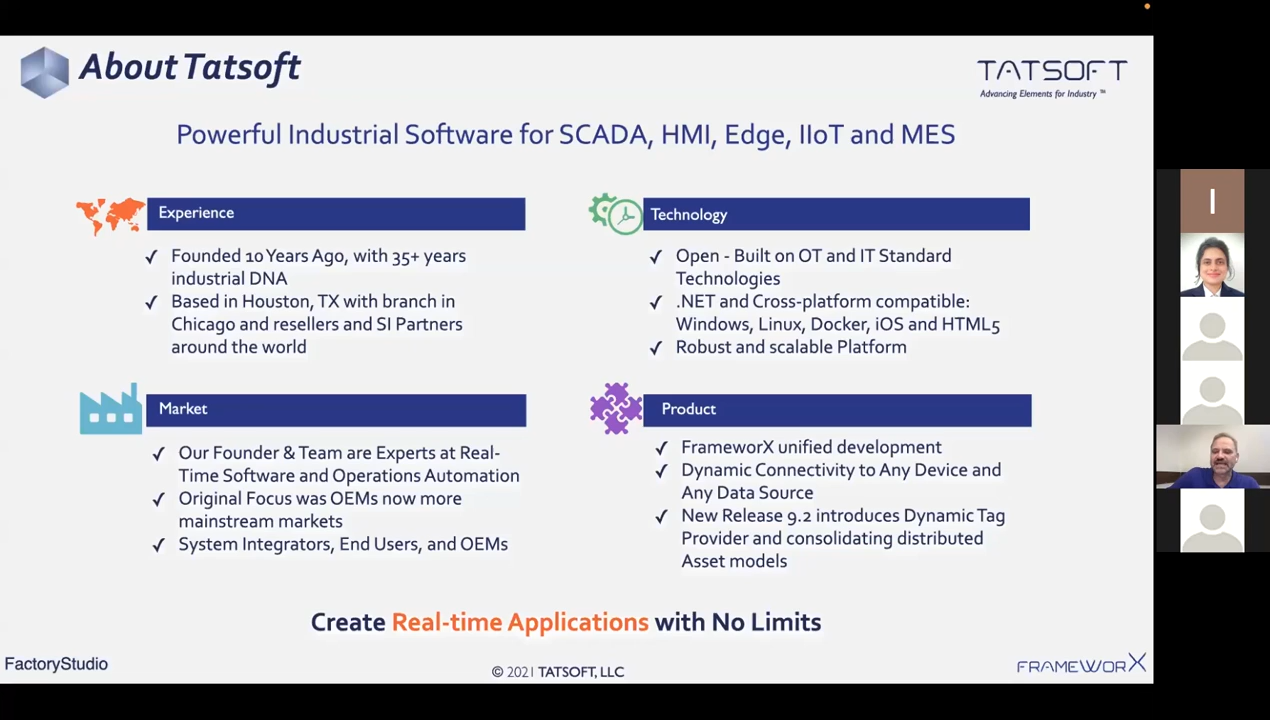 About Tatsoft
TATSOFT
Advancing Elements for Industry ™
Powerful Industrial Software for SCADA, HMI, Edge, IIoT and MES
Experience
✓ Founded 10 Years Ago, with 35+ years
industrial DNA
✓ Based in Houston, TX with branch in
Chicago and resellers and SI Partners
around the world
Technology
✓ Open - Built on OT and IT Standard
Technologies
✓ .NET and Cross-platform compatible:
Windows, Linux, Docker, iOS and HTML5
✓ Robust and scalable Platform
Market
✓ Our Founder & Team are Experts at Real-
Time Software and Operations Automation
✓ Original Focus was OEMs now more
mainstream markets
✓ System Integrators, End Users, and OEMs
Product
✓ FrameworX unified development
✓ Dynamic Connectivity to Any Device and
Any Data Source
✓ New Release 9.2 introduces Dynamic Tag
Provider and consolidating distributed
Asset models
Create Real-time Applications with No Limits
FactoryStudio
© 2021 TATSOFT, LLC
FRAMEWORX
I